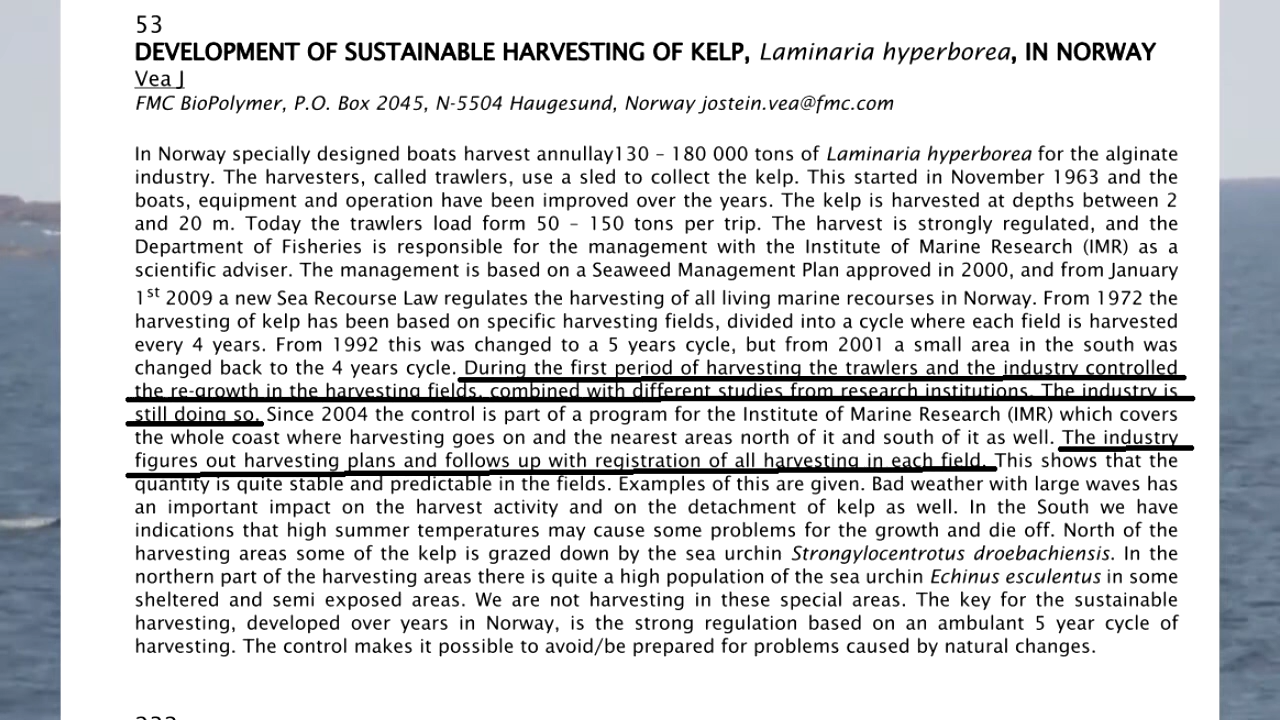 53
DEVELOPMENT OF SUSTAINABLE HARVESTING OF KELP, Laminaria hyperborea, IN NORWAY
Vea J
FMC BioPolymer, P.O. Box 2045, N-5504 Haugesund, Norway jostein.vea@fmc.com
In Norway specially designed boats harvest annullay130 – 180 000 tons of Laminaria hyperborea for the alginate
industry. The harvesters, called trawlers, use a sled to collect the kelp. This started in November 1963 and the
boats, equipment and operation have been improved over the years. The kelp is harvested at depths between 2
and 20 m. Today the trawlers load form 50 – 150 tons per trip. The harvest is strongly regulated, and the
Department of Fisheries is responsible for the management with the Institute of Marine Research (IMR) as a
scientific adviser. The management is based on a Seaweed Management Plan approved in 2000, and from January
1st 2009 a new Sea Recourse Law regulates the harvesting of all living marine recourses in Norway. From 1972 the
harvesting of kelp has been based on specific harvesting fields, divided into a cycle where each field is harvested
every 4 years. From 1992 this was changed to a 5 years cycle, but from 2001 a small area in the south was
changed back to the 4 years cycle. During the first period of harvesting the trawlers and the industry controlled
the re-growth in the harvesting fields, combined with different studies from research institutions. The industry is
still doing so. Since 2004 the control is part of a program for the Institute of Marine Research (IMR) which covers
the whole coast where harvesting goes on and the nearest areas north of it and south of it as well. The industry
figures out harvesting plans and follows up with registration of all harvesting in each field. This shows that the
quantity is quite stable and predictable in the fields. Examples of this are given. Bad weather with large waves has
an important impact on the harvest activity and on the detachment of kelp as well. In the South we have
indications that high summer temperatures may cause some problems for the growth and die off. North of the
harvesting areas some of the kelp is grazed down by the sea urchin Strongylocentrotus droebachiensis. In the
northern part of the harvesting areas there is quite a high population of the sea urchin Echinus esculentus in some
sheltered and semi exposed areas. We are not harvesting in these special areas. The key for the sustainable
harvesting, developed over years in Norway, is the strong regulation based on an ambulant 5 year cycle of
harvesting. The control makes it possible to avoid/be prepared for problems caused by natural changes.